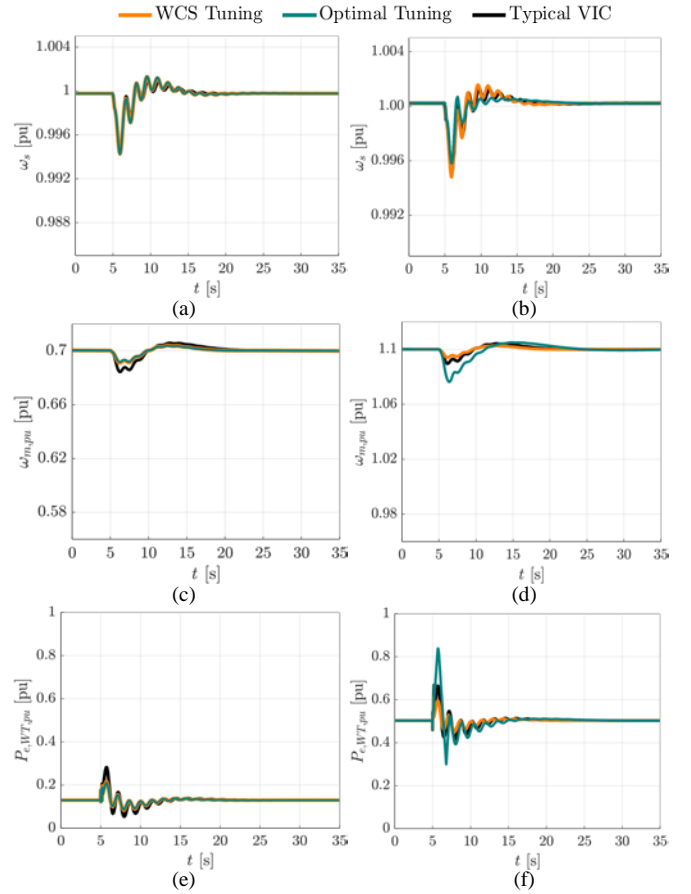 WCS Tuning Optimal Tuning Typical VIC
1.004
1
0.996
0.992
0.988
ω_s [pu]
0 5 10 15 20 25 30 35
t [s]
(a)
1.004
1.00
0.996
0.992
ω_s [pu]
0 5 10 15 20 25 30 35
t [s]
(b)
0.7
0.66
0.62
0.58
ω_{m,pu} [pu]
0 5 10 15 20 25 30 35
t [s]
(c)
1.1
1.06
1.02
0.98
ω_{m,pu} [pu]
0 5 10 15 20 25 30 35
t [s]
(d)
1
0.8
0.6
0.4
0.2
0
P_{e,WT,pu} [pu]
0 5 10 15 20 25 30 35
t [s]
(e)
1
0.8
0.6
0.4
0.2
0
P_{e,WT,pu} [pu]
0 5 10 15 20 25 30 35
t [s]
(f)